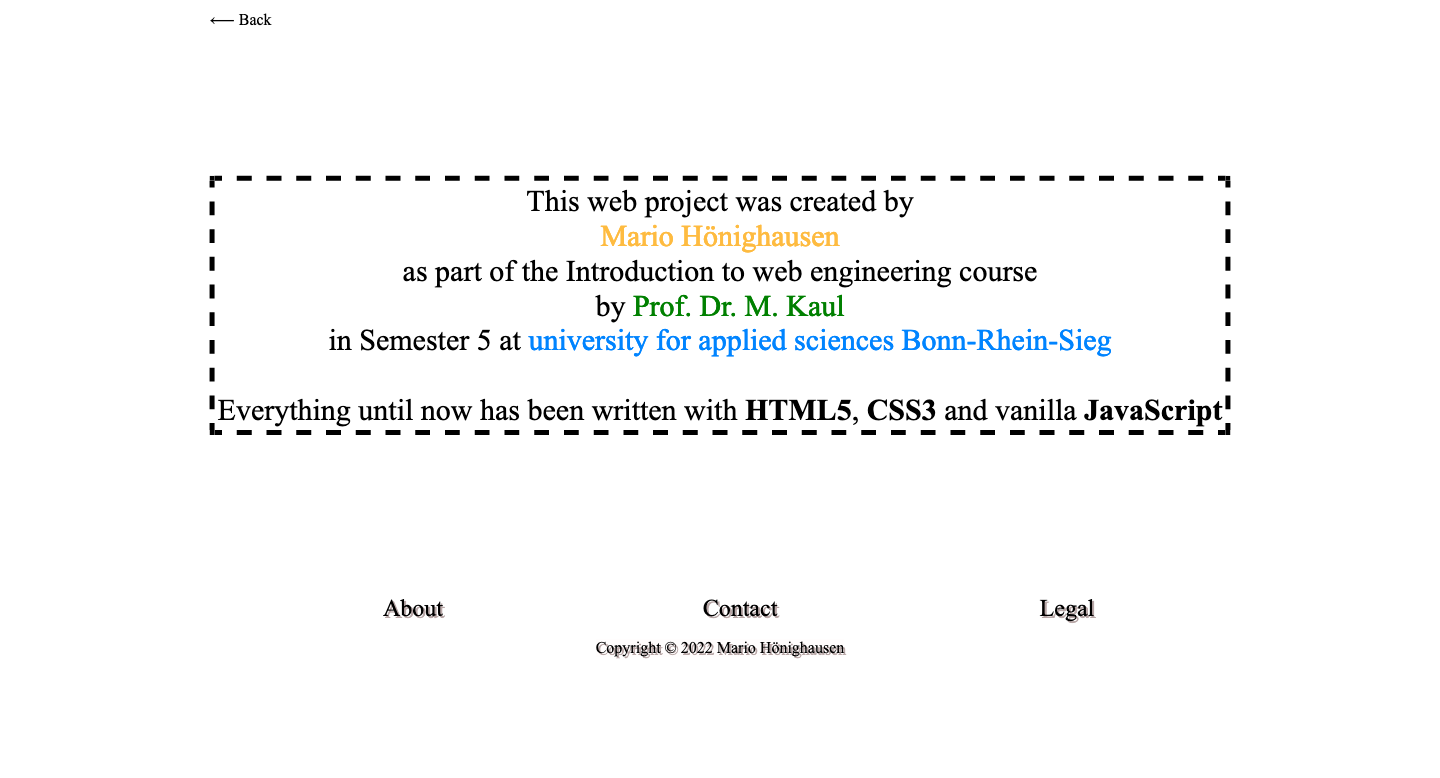 ⟵ Back
This web project was created by
Mario Hönighausen
as part of the Introduction to web engineering course
by Prof. Dr. M. Kaul
in Semester 5 at university for applied sciences Bonn-Rhein-Sieg
Everything until now has been written with HTML5, CSS3 and vanilla JavaScript
About Contact Legal
Copyright © 2022 Mario Hönighausen